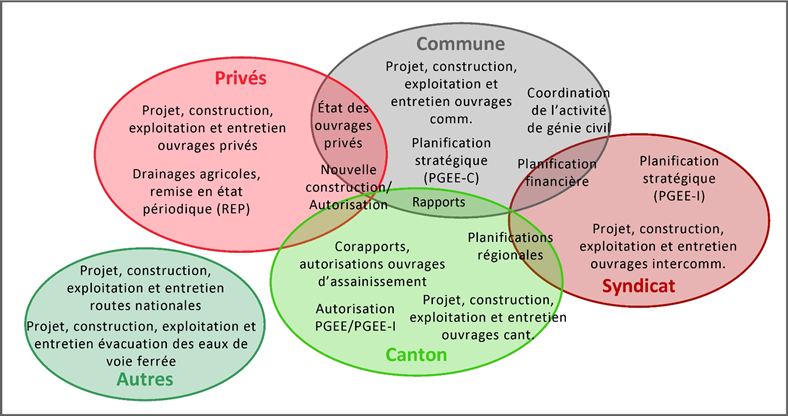 Commune
Projet, construction,
exploitation et
entretien ouvrages
comm.
Coordination
de l’activité
de génie civil
Planification
stratégique
(PGEE-C)
Privés
Projet, construction,
exploitation et entretien
ouvrages privés
Drainages agricoles,
remise en état
périodique (REP)
État des
ouvrages
privés
Nouvelle
construction/
Autorisation
Rapports
Planification
financière
Planification
stratégique
(PGEE-I)
Projet, construction,
exploitation et entretien
ouvrages intercomm.
Syndicat
Planifications
régionales
Corapports,
autorisations ouvrages
d’assainissement
Autorisation
PGEE/PGEE-I
Projet, construction,
exploitation et entretien
ouvrages cant.
Canton
Projet, construction,
exploitation et entretien
routes nationales
Projet, construction, exploitation et
entretien évacuation des eaux de
voie ferrée
Autres